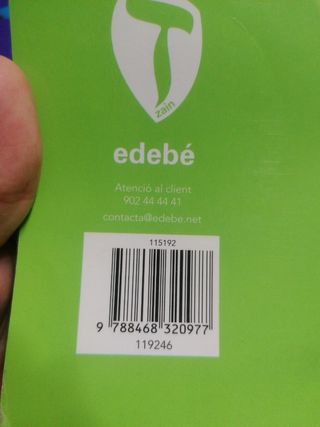 zain
edebé
Atenció al client
902 44 44 41
contacta@edebe.net
115192
9 788468 320977
119246